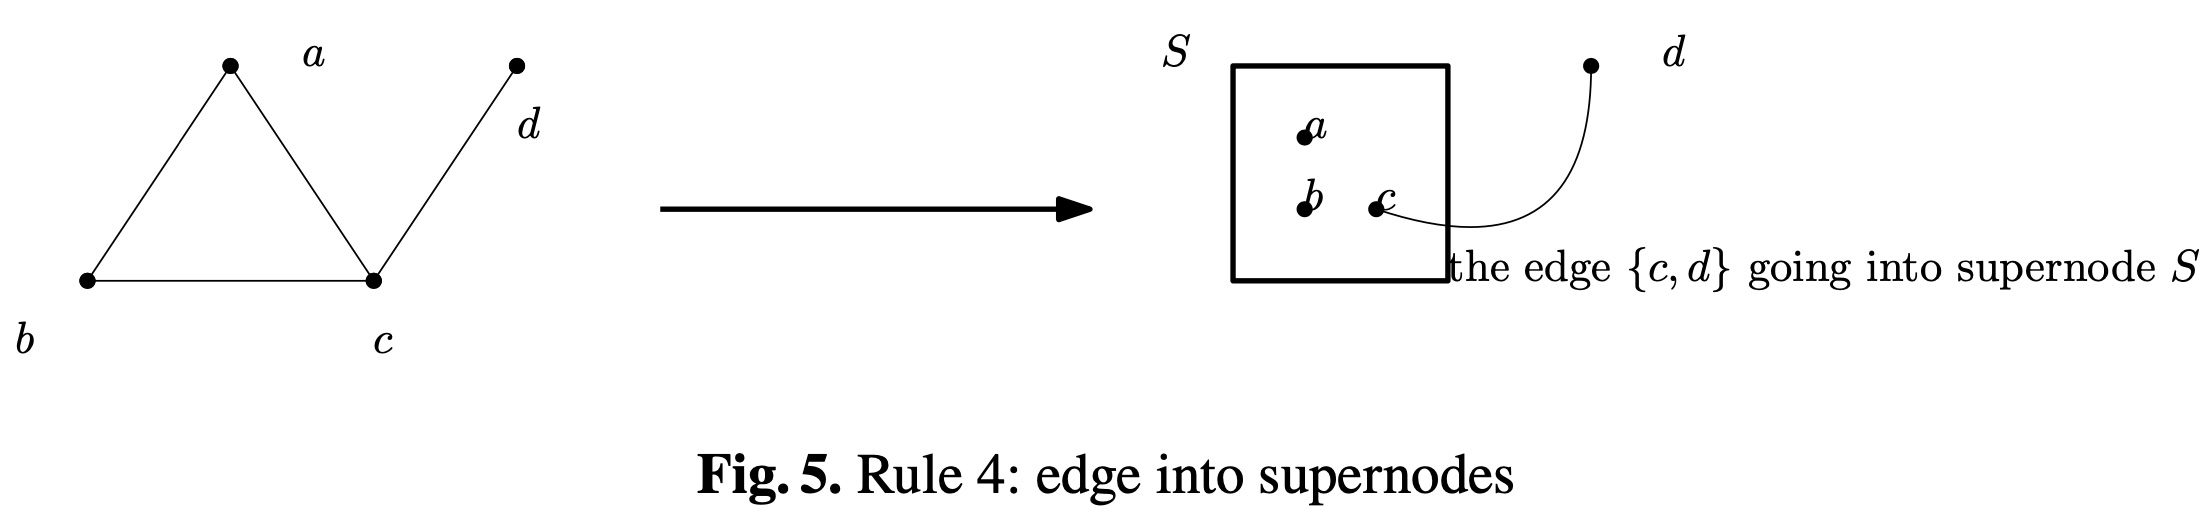 a
d
b
c
S
d
a
b
c
the edge {c, d} going into supernode S
Fig. 5. Rule 4: edge into supernodes